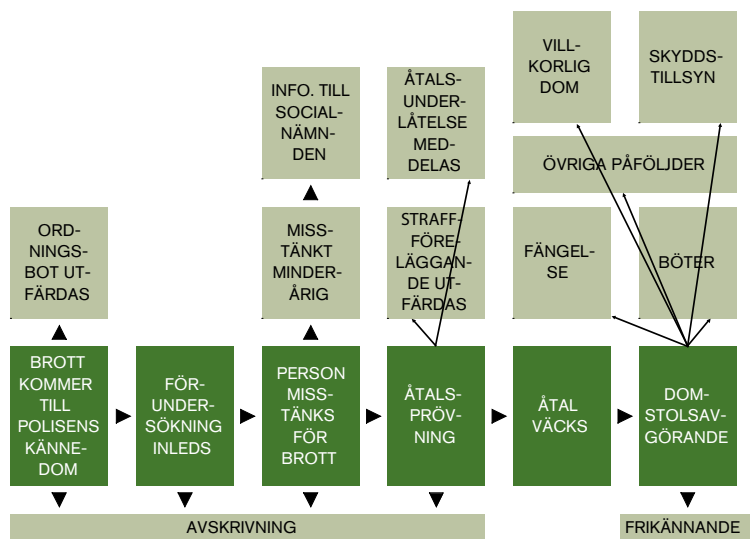 VILL-
KORLIG
DOM
SKYDDS-
TILLSYN
INFO. TILL
SOCIAL-
NÄMN-
DEN
ÅTALS-
UNDER-
LÅTELSE
MED-
DELAS
ÖVRIGA PÅFÖLJDER
ORD-
NINGS-
BOT UT-
FÄRDAS
MISS-
TÄNKT
MINDER-
ÅRIG
STRAFF-
FÖRE-
LÄGGAN-
DE UT-
FÄRDAS
FÄNGEL-
SE
BÖTER
BROTT
KOMMER
TILL
POLISENS
KÄNNE-
DOM
FÖR-
UNDER-
SÖKNING
INLEDS
PERSON
MISS-
TÄNKS
FÖR
BROTT
ÅTALS-
PRÖV-
NING
ÅTAL
VÄCKS
DOM-
STOLSAV-
GÖRANDE
AVSKRIVNING
FRIKÄNNANDE